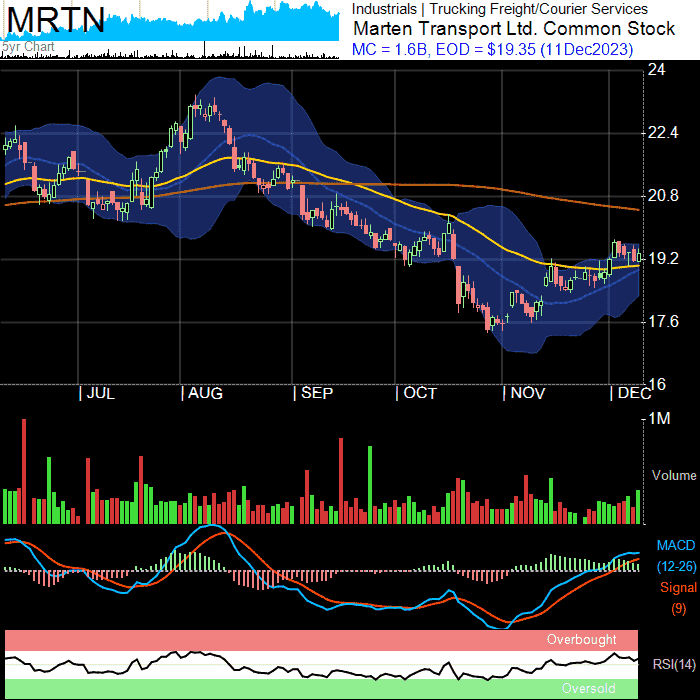 MRTN
5yr Chart
Industrials | Trucking Freight/Courier Services
Marten Transport Ltd. Common Stock
MC = 1.6B, EOD = $19.35 (11Dec2023)
24
22.4
20.8
19.2
17.6
16
| JUL
| AUG
| SEP
| OCT
| NOV
| DEC
1M
Volume
MACD
(12-26)
Signal
(9)
Overbought
RSI(14)
Oversold